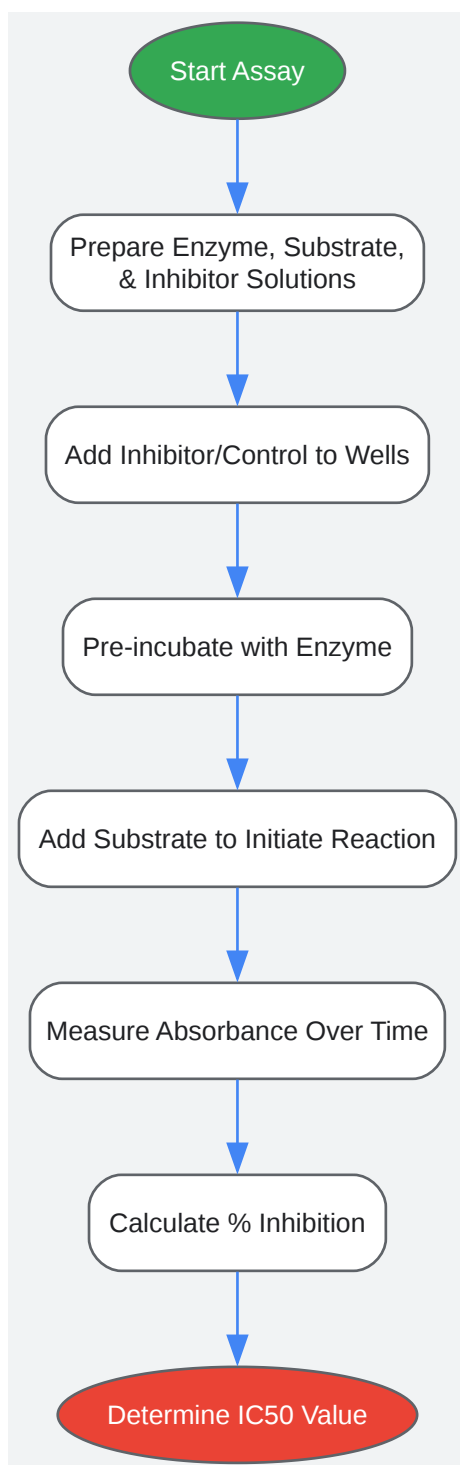 Start Assay
Prepare Enzyme, Substrate,
& Inhibitor Solutions
Add Inhibitor/Control to Wells
Pre-incubate with Enzyme
Add Substrate to Initiate Reaction
Measure Absorbance Over Time
Calculate % Inhibition
Determine IC50 Value